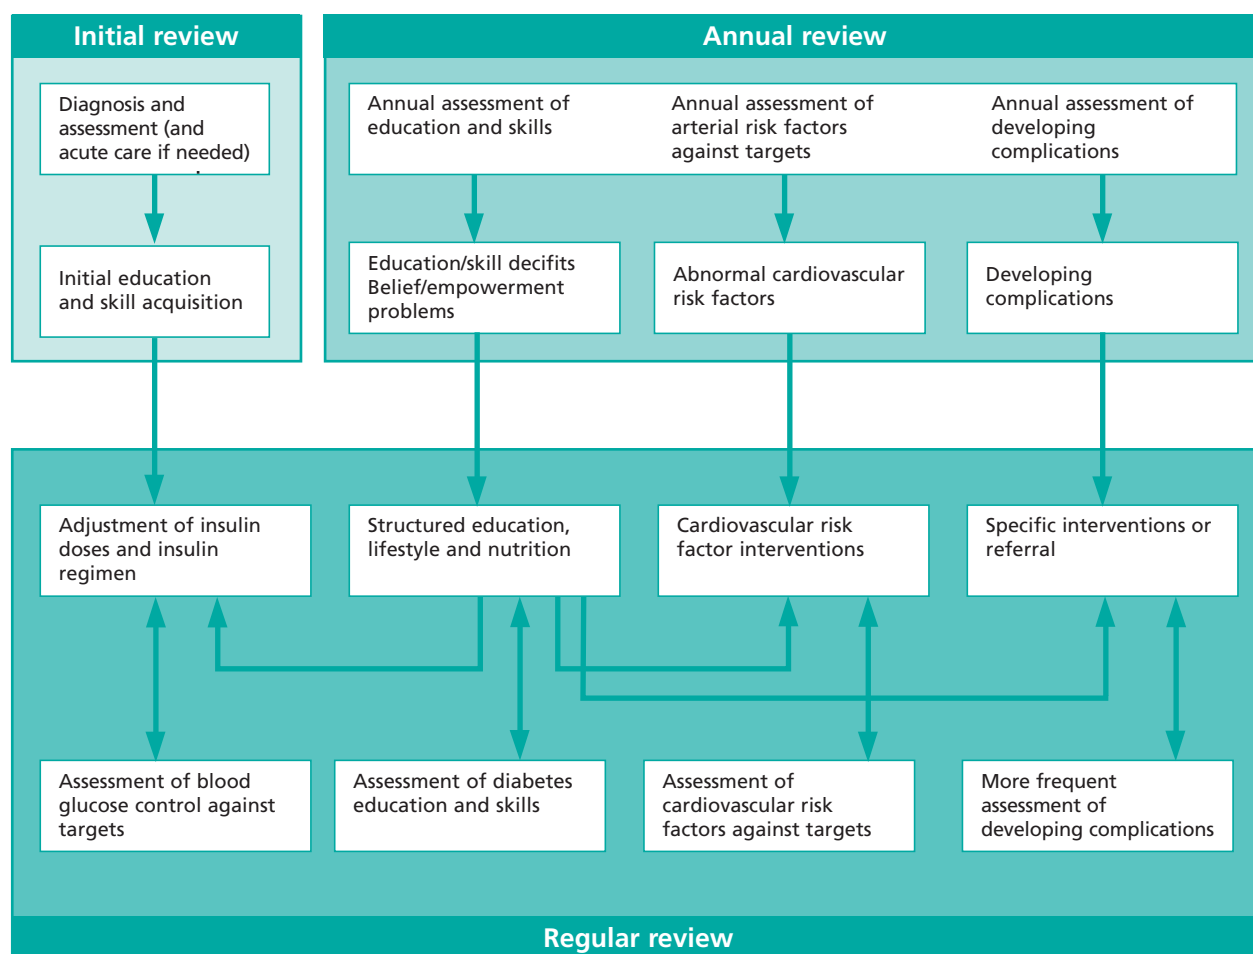 Initial review
Diagnosis and
assessment (and
acute care if needed)
Initial education
and skill acquisition
Annual review
Annual assessment of
education and skills
Annual assessment of
arterial risk factors
against targets
Annual assessment of
developing
complications
Education/skill decifits
Belief/empowerment
problems
Abnormal cardiovascular
risk factors
Developing
complications
Adjustment of insulin
doses and insulin
regimen
Structured education,
lifestyle and nutrition
Cardiovascular risk
factor interventions
Specific interventions or
referral
Assessment of blood
glucose control against
targets
Assessment of diabetes
education and skills
Assessment of
cardiovascular risk
factors against targets
More frequent
assessment of
developing complications
Regular review